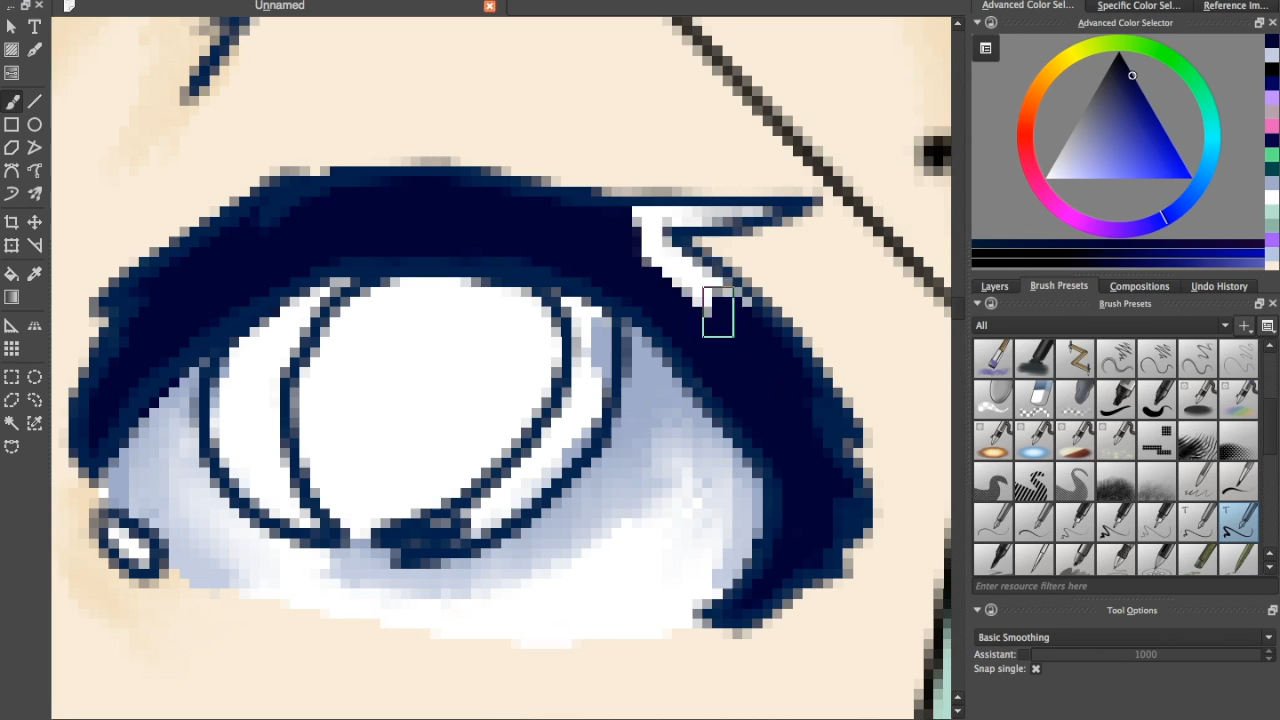 Unnamed
Advanced Color Sel...
Specific Color Sel...
Reference Im...
Advanced Color Selector
Layers
Brush Presets
Compositions
Undo History
Brush Presets
All
Enter resource filters here
Tool Options
Basic Smoothing
Assistant:
1000
Snap single: